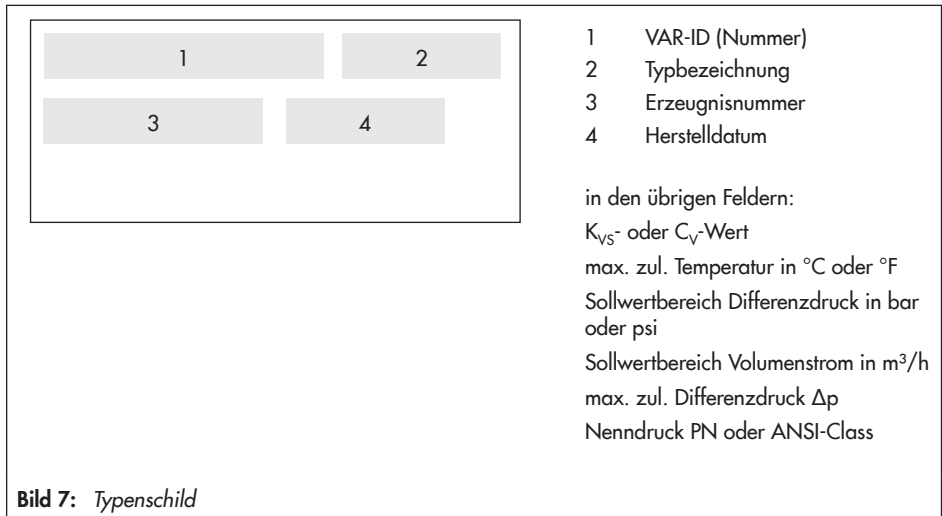 1 2
3 4
1 VAR-ID (Nummer)
2 Typbezeichnung
3 Erzeugnisnummer
4 Herstelldatum
in den übrigen Feldern:
KVS- oder CV-Wert
max. zul. Temperatur in °C oder °F
Sollwertbereich Differenzdruck in bar
oder psi
Sollwertbereich Volumenstrom in m³/h
max. zul. Differenzdruck Δp
Nenndruck PN oder ANSI-Class
Bild 7: Typenschild